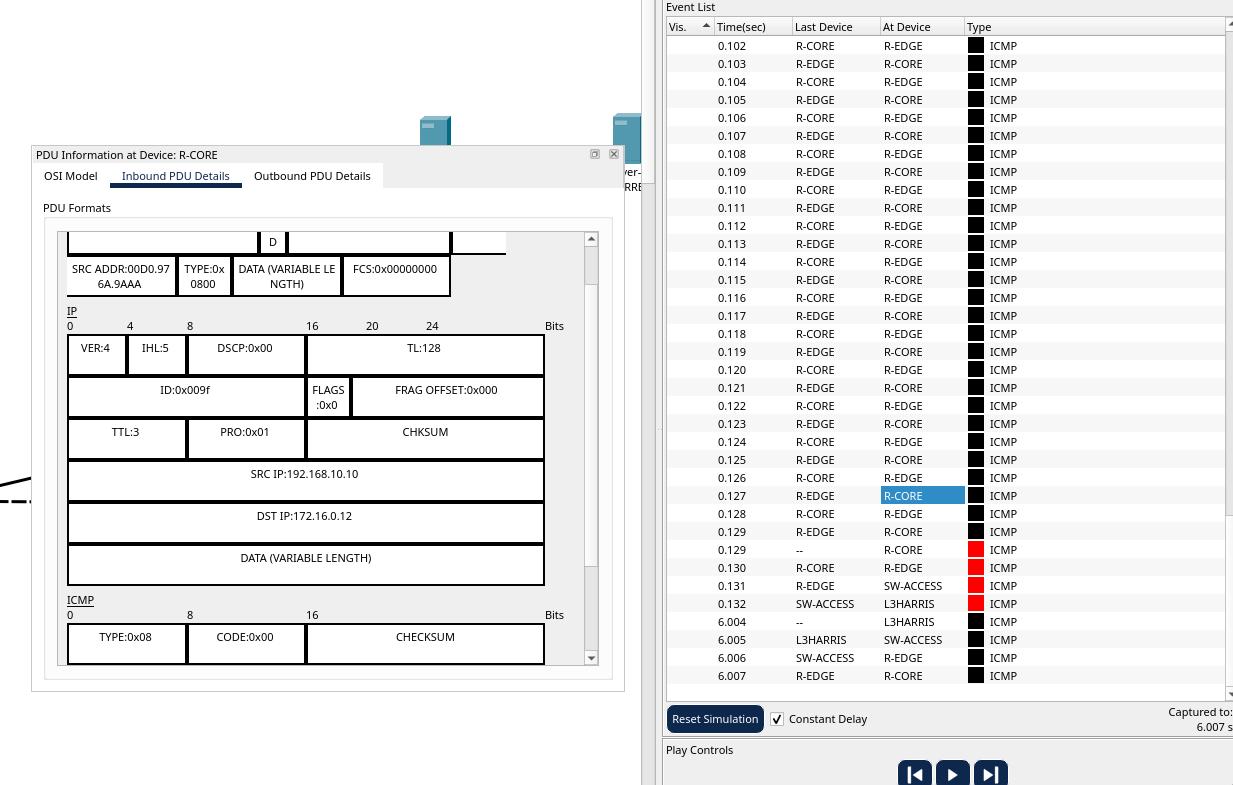 Event List
Vis. Time(sec) Last Device At Device Type
0.102 R-CORE R-EDGE ICMP
0.103 R-EDGE R-CORE ICMP
0.104 R-CORE R-EDGE ICMP
0.105 R-EDGE R-CORE ICMP
0.106 R-CORE R-EDGE ICMP
0.107 R-EDGE R-CORE ICMP
0.108 R-CORE R-EDGE ICMP
0.109 R-EDGE R-CORE ICMP
0.110 R-CORE R-EDGE ICMP
0.111 R-EDGE R-CORE ICMP
0.112 R-CORE R-EDGE ICMP
0.113 R-EDGE R-CORE ICMP
0.114 R-CORE R-EDGE ICMP
0.115 R-EDGE R-CORE ICMP
0.116 R-CORE R-EDGE ICMP
0.117 R-EDGE R-CORE ICMP
0.118 R-CORE R-EDGE ICMP
0.119 R-EDGE R-CORE ICMP
0.120 R-CORE R-EDGE ICMP
0.121 R-EDGE R-CORE ICMP
0.122 R-CORE R-EDGE ICMP
0.123 R-EDGE R-CORE ICMP
0.124 R-CORE R-EDGE ICMP
0.125 R-EDGE R-CORE ICMP
0.126 R-CORE R-EDGE ICMP
0.127 R-EDGE R-CORE ICMP
0.128 R-CORE R-EDGE ICMP
0.129 R-EDGE R-CORE ICMP
0.129 -- R-CORE ICMP
0.130 R-CORE R-EDGE ICMP
0.131 R-EDGE SW-ACCESS ICMP
0.132 SW-ACCESS L3HARRIS ICMP
6.004 -- L3HARRIS ICMP
6.005 L3HARRIS SW-ACCESS ICMP
6.006 SW-ACCESS R-EDGE ICMP
6.007 R-EDGE R-CORE ICMP
Reset Simulation Constant Delay
Captured to:
6.007 s
Play Controls
PDU Information at Device: R-CORE
OSI Model Inbound PDU Details Outbound PDU Details
PDU Formats
D
SRC ADDR:00D0.97
6A.9AAA
TYPE:0x
0800
DATA (VARIABLE LE
NGTH)
FCS:0x00000000
IP
0 4 8 16 20 24 Bits
VER:4 IHL:5 DSCP:0x00 TL:128
ID:0x009f
FLAGS
:0x0
FRAG OFFSET:0x000
TTL:3 PRO:0x01 CHKSUM
SRC IP:192.168.10.10
DST IP:172.16.0.12
DATA (VARIABLE LENGTH)
ICMP
0 8 16 Bits
TYPE:0x08 CODE:0x00 CHECKSUM
ver-
RRE